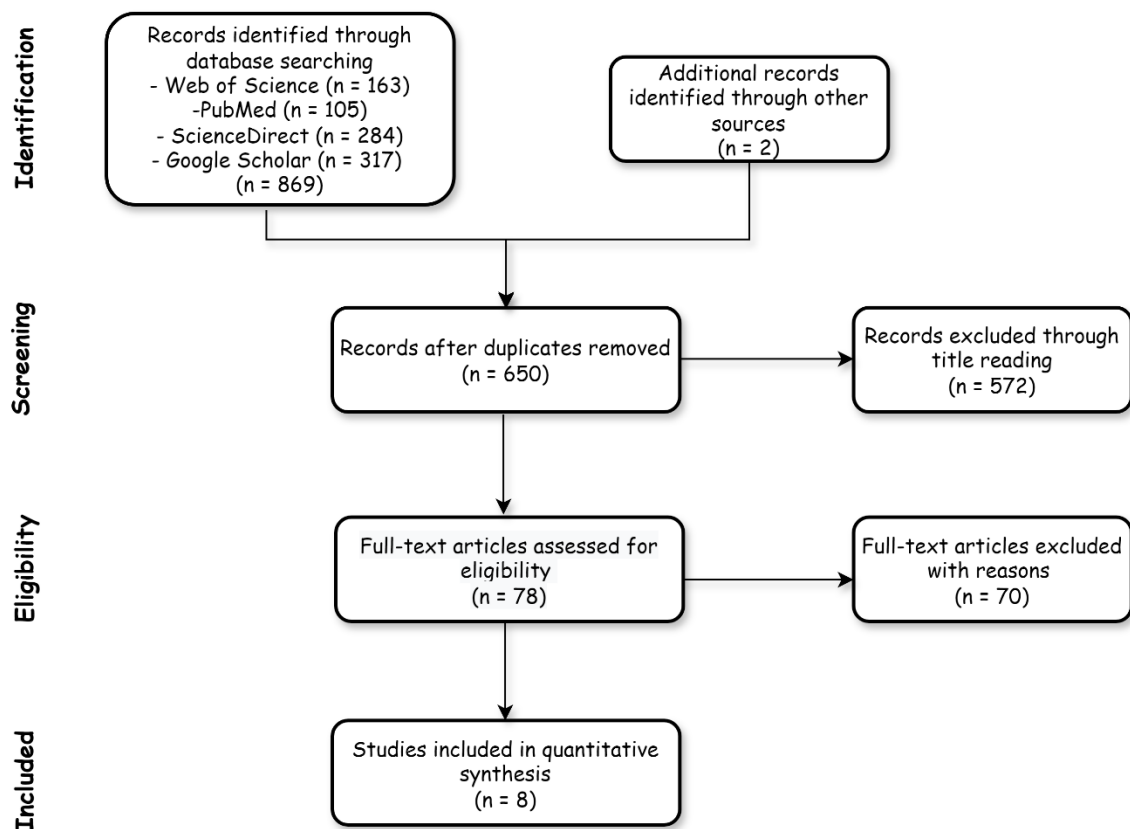 Identification
Records identified through
database searching
- Web of Science (n = 163)
-PubMed (n = 105)
- ScienceDirect (n = 284)
- Google Scholar (n = 317)
(n = 869)
Additional records
identified through other
sources
(n = 2)
Screening
Records after duplicates removed
(n = 650)
Records excluded through
title reading
(n = 572)
Eligibility
Full-text articles assessed for
eligibility
(n = 78)
Full-text articles excluded
with reasons
(n = 70)
Included
Studies included in quantitative
synthesis
(n = 8)